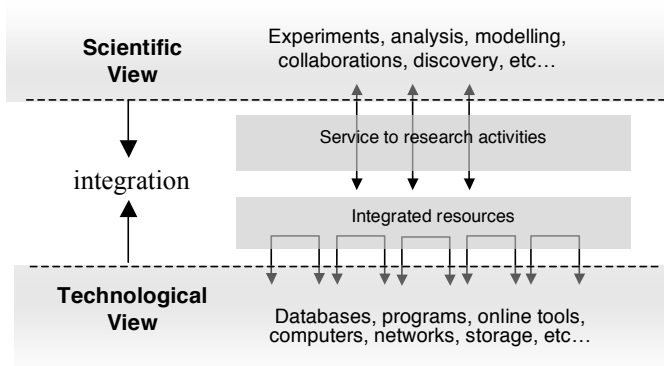 Scientific
View
Experiments, analysis, modelling,
collaborations, discovery, etc…
Service to research activities
integration
Integrated resources
Technological
View
Databases, programs, online tools,
computers, networks, storage, etc…